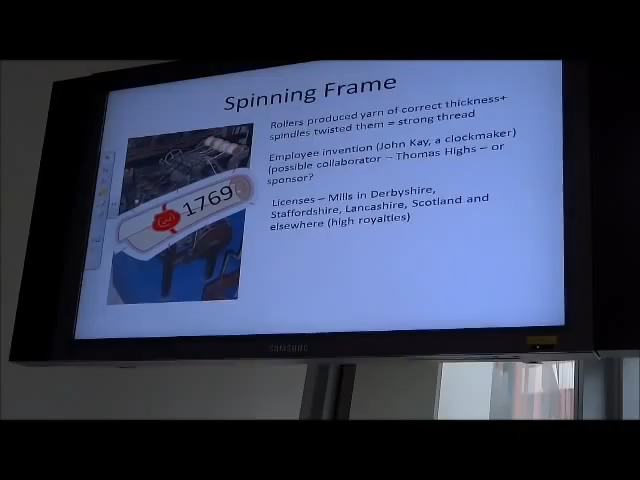 Spinning Frame
Rollers produced yarn of correct thickness+
spindles twisted them = strong thread
Employee invention (John Kay, a clockmaker)
(possible collaborator – Thomas Highs – or
sponsor?
Licenses – Mills in Derbyshire,
Staffordshire, Lancashire, Scotland and
elsewhere (high royalties)
1769
SAMSUNG